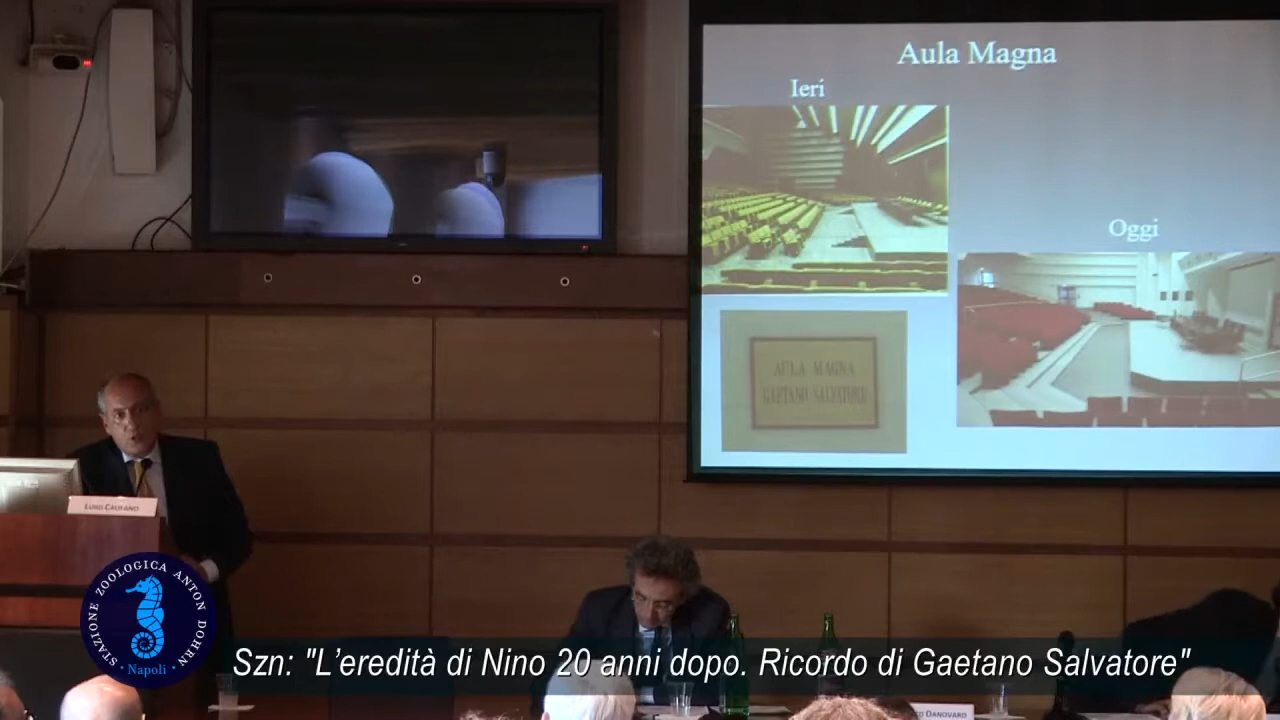 Aula Magna
Ieri
Oggi
AULA MAGNA
GAETANO SALVATORE
LUIGI CALIFANO
STAZIONE ZOOLOGICA ANTON DOHRN
· Napoli ·
Szn: "L'eredità di Nino 20 anni dopo. Ricordo di Gaetano Salvatore"
DANOVARO